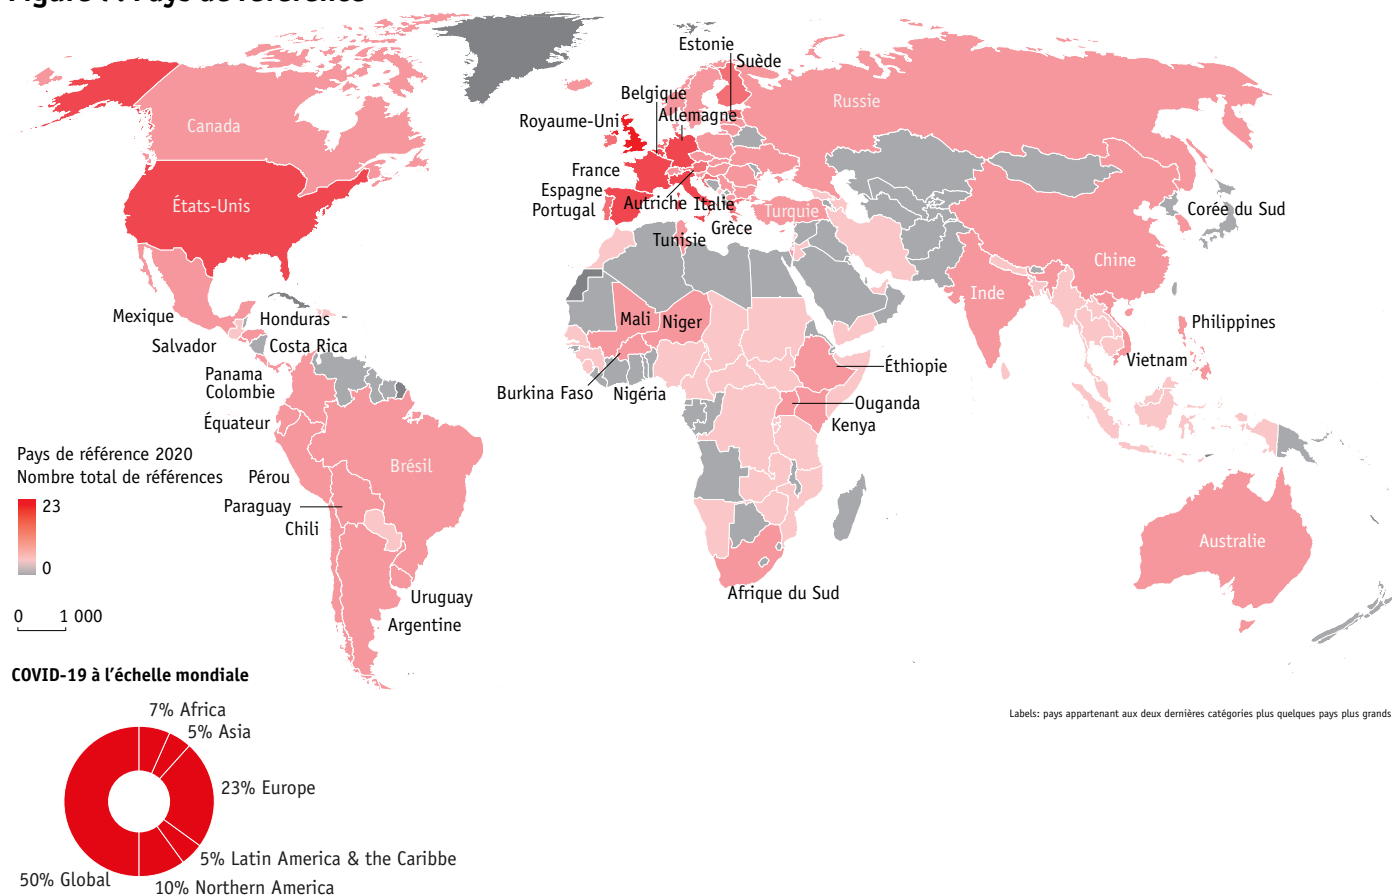 Estonie
Suède
Belgique
Allemagne
Royaume-Uni
Russie
Canada
France
Espagne
Portugal
Autriche
Italie
Grèce
Turquie
Tunisie
États-Unis
Corée du Sud
Chine
Inde
Mexique
Honduras
Salvador
Costa Rica
Mali
Niger
Philippines
Vietnam
Panama
Colombie
Burkina Faso
Nigéria
Éthiopie
Ouganda
Kenya
Équateur
Pérou
Brésil
Paraguay
Chili
Uruguay
Argentine
Afrique du Sud
Australie
Pays de référence 2020
Nombre total de références
23
0
0 1 000
COVID-19 à l’échelle mondiale
7% Africa
5% Asia
23% Europe
5% Latin America & the Caribbe
10% Northern America
50% Global
Labels: pays appartenant aux deux dernières catégories plus quelques pays plus grands